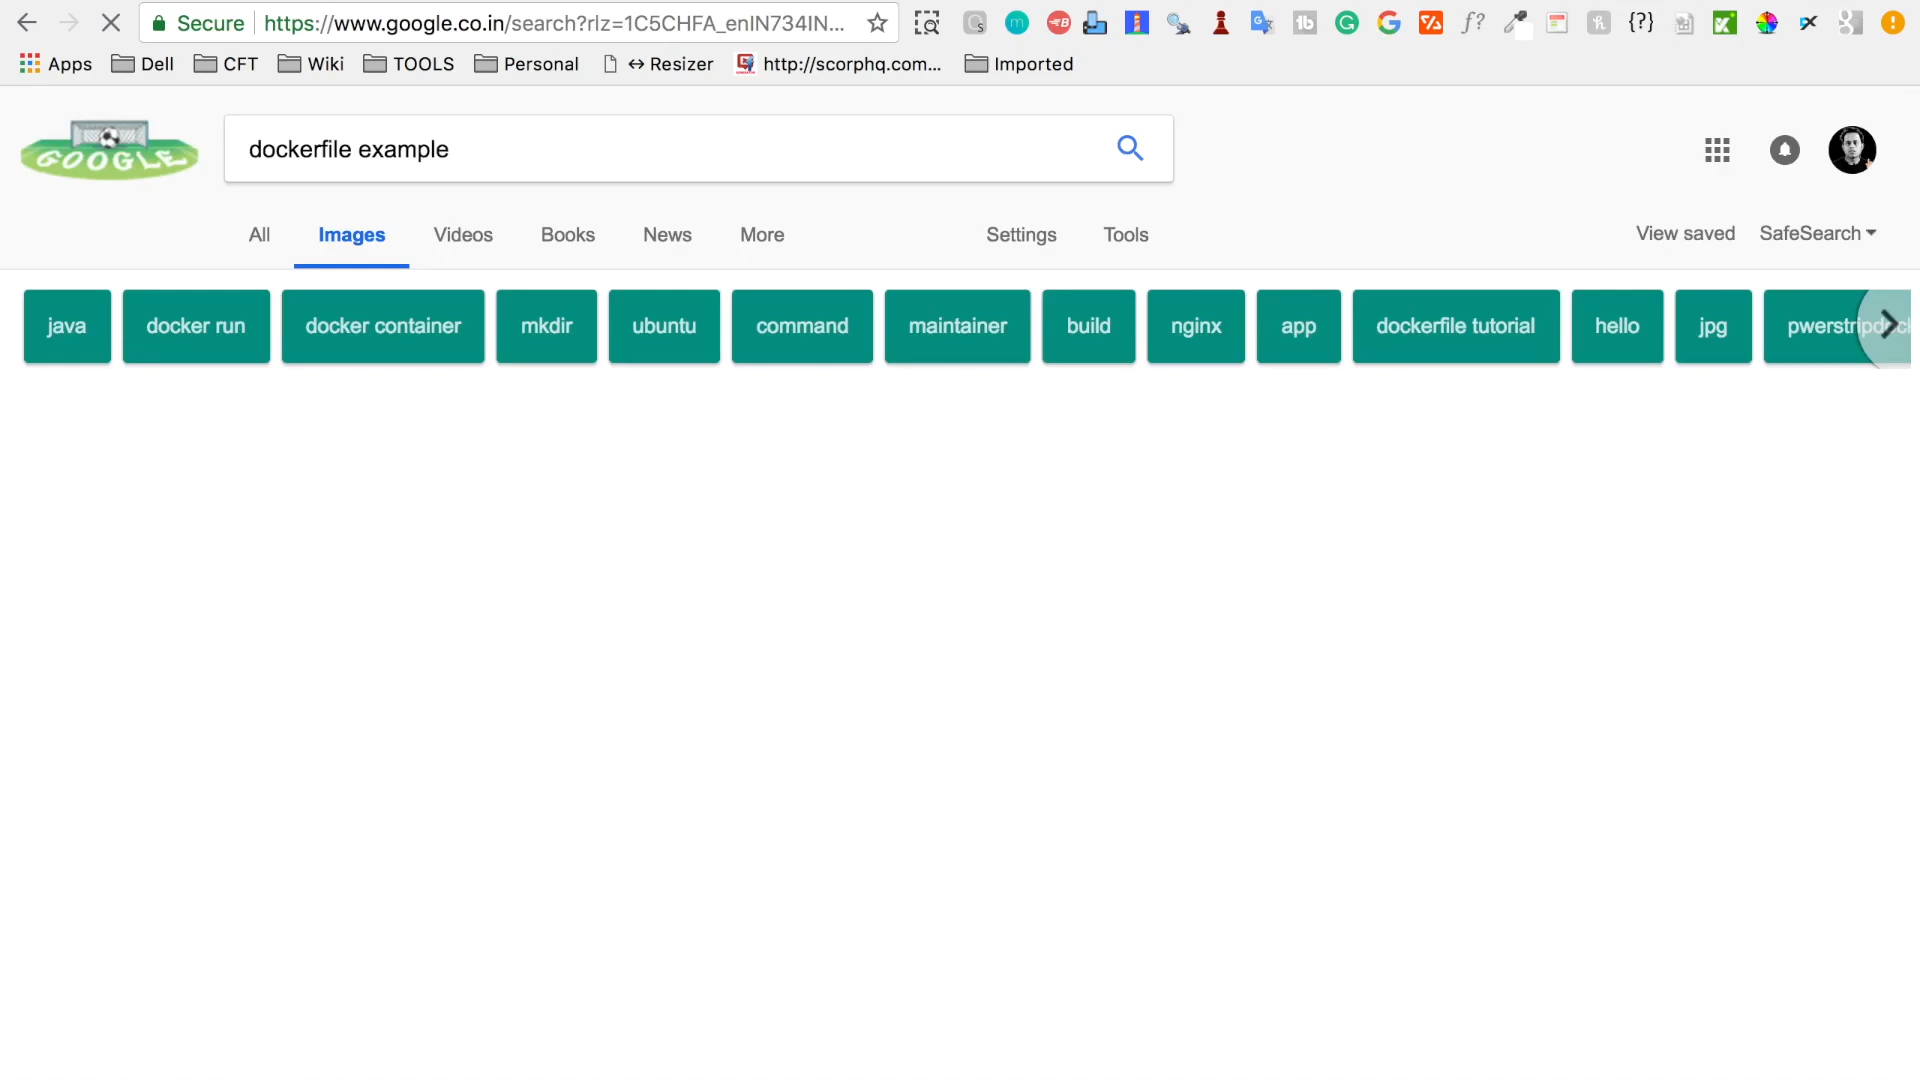 Secure https://www.google.co.in/search?rlz=1C5CHFA_enIN734IN...
Apps Dell CFT Wiki TOOLS Personal ↔ Resizer http://scorphq.com... Imported
GOOGLE dockerfile example
All Images Videos Books News More Settings Tools View saved SafeSearch
java docker run docker container mkdir ubuntu command maintainer build nginx app dockerfile tutorial hello jpg